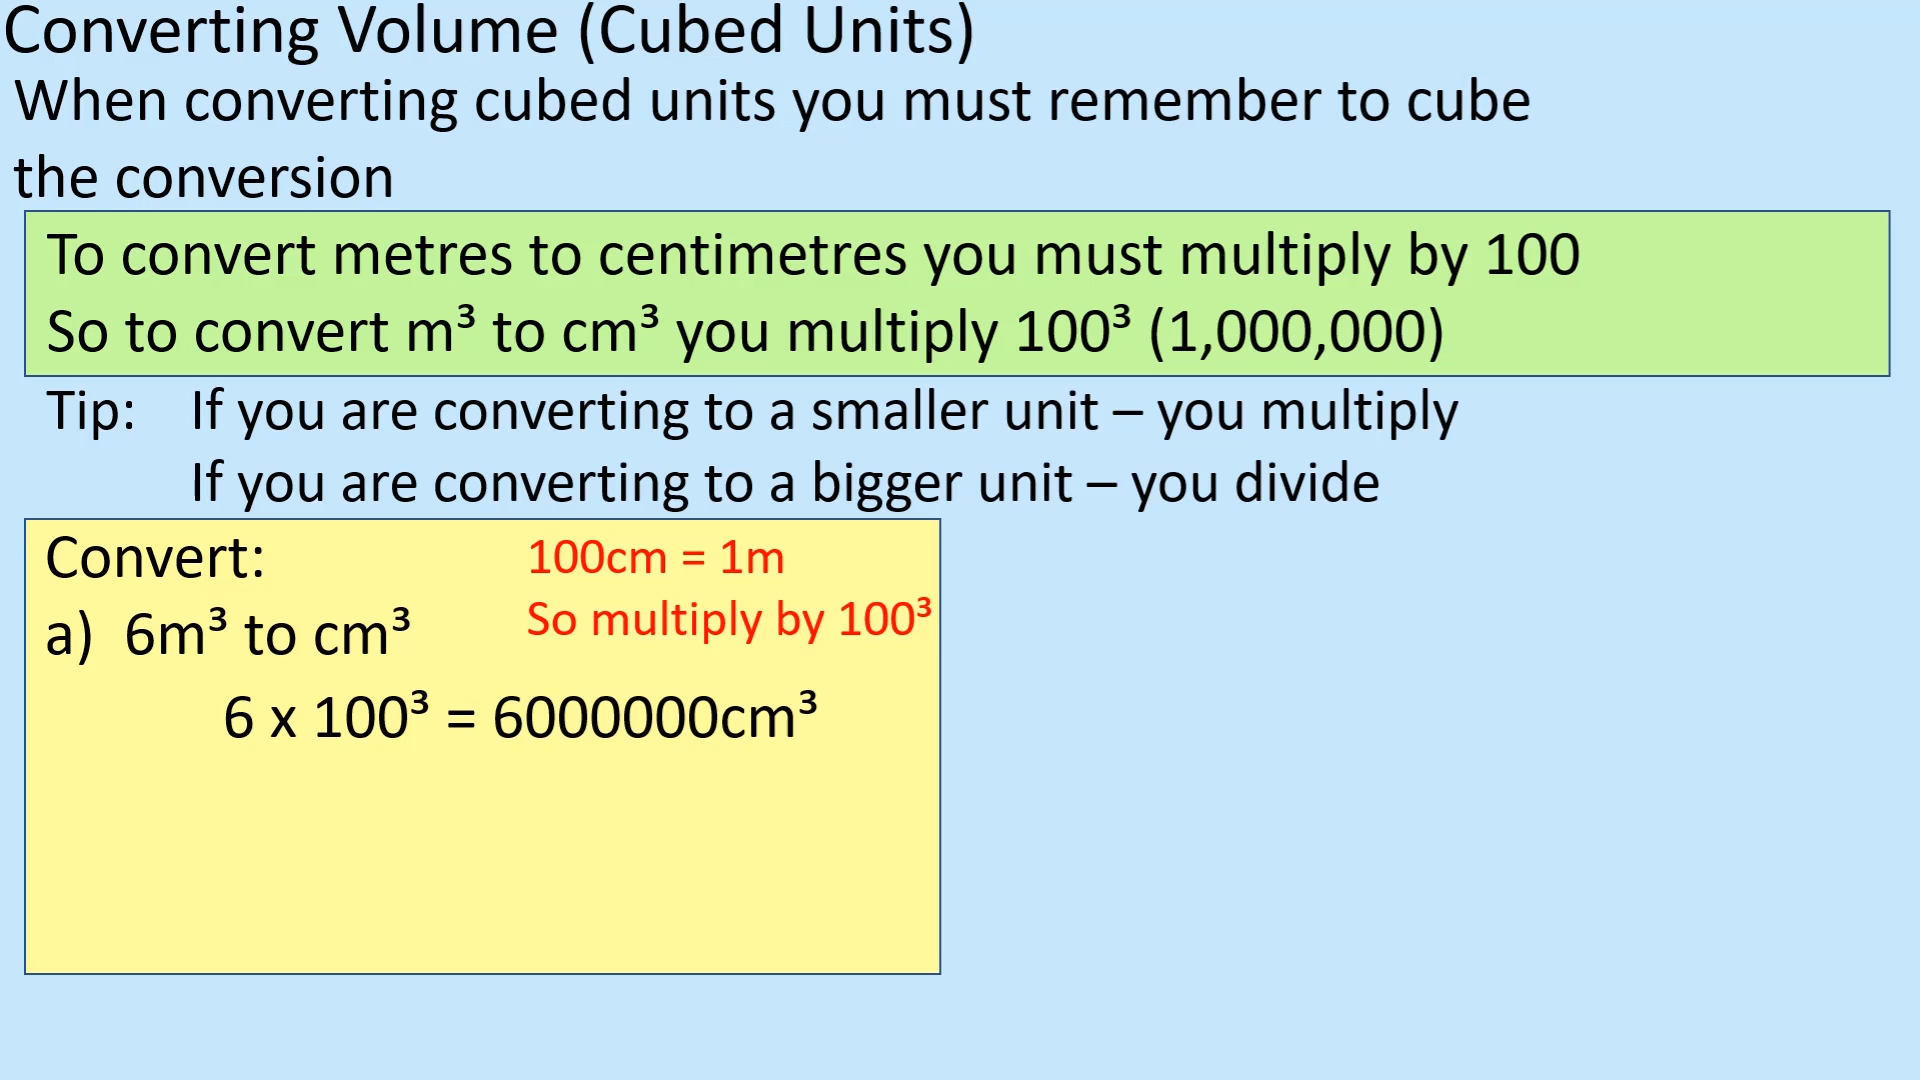 Converting Volume (Cubed Units)
When converting cubed units you must remember to cube
the conversion
To convert metres to centimetres you must multiply by 100
So to convert m³ to cm³ you multiply 100³ (1,000,000)
Tip: If you are converting to a smaller unit – you multiply
If you are converting to a bigger unit – you divide
Convert:
a) 6m³ to cm³
100cm = 1m
So multiply by 100³
6 x 100³ = 6000000cm³